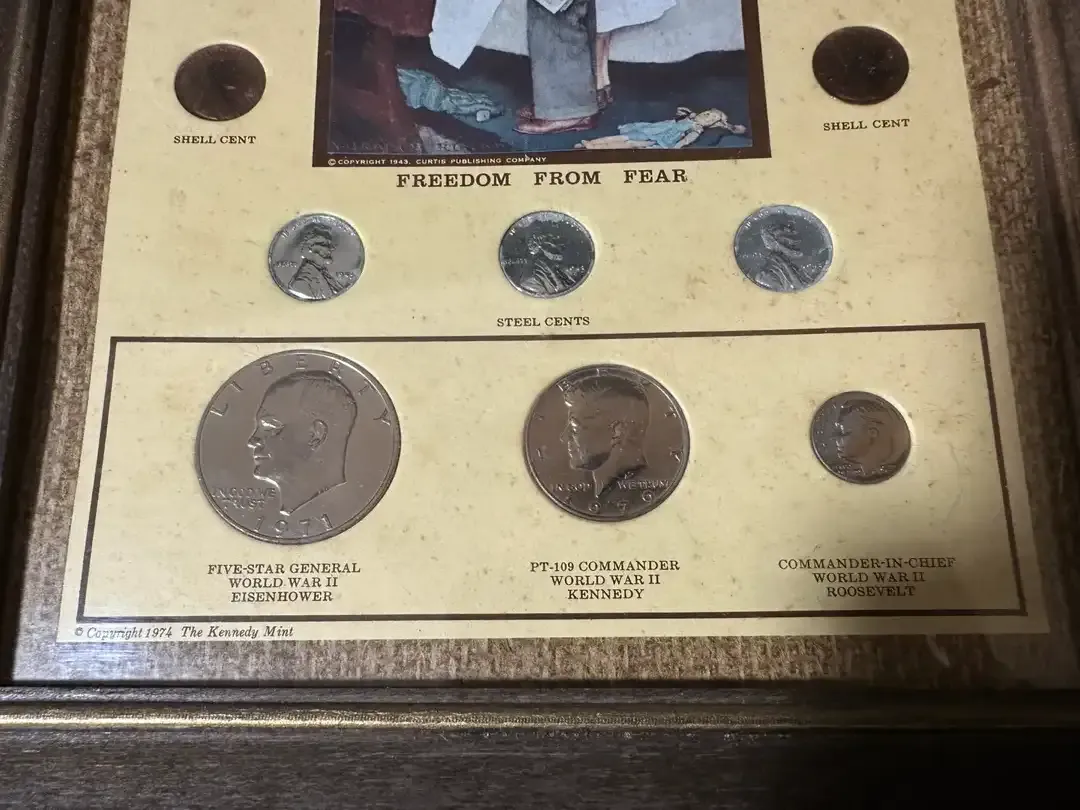 © COPYRIGHT 1943, CURTIS PUBLISHING COMPANY
SHELL CENT
SHELL CENT
FREEDOM FROM FEAR
STEEL CENTS
LIBERTY
IN GOD WE
TRUST
1971
IN GOD WE TRUST
FIVE-STAR GENERAL
WORLD WAR II
EISENHOWER
PT-109 COMMANDER
WORLD WAR II
KENNEDY
COMMANDER-IN-CHIEF
WORLD WAR II
ROOSEVELT
© Copyright 1974 The Kennedy Mint